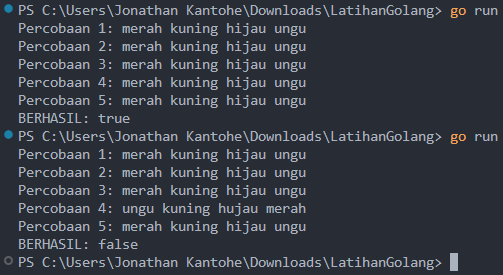 PS C:\Users\Jonathan Kantohe\Downloads\LatihanGolang> go run
Percobaan 1: merah kuning hijau ungu
Percobaan 2: merah kuning hijau ungu
Percobaan 3: merah kuning hijau ungu
Percobaan 4: merah kuning hijau ungu
Percobaan 5: merah kuning hijau ungu
BERHASIL: true
PS C:\Users\Jonathan Kantohe\Downloads\LatihanGolang> go run
Percobaan 1: merah kuning hijau ungu
Percobaan 2: merah kuning hijau ungu
Percobaan 3: merah kuning hijau ungu
Percobaan 4: ungu kuning hujau merah
Percobaan 5: merah kuning hijau ungu
BERHASIL: false
PS C:\Users\Jonathan Kantohe\Downloads\LatihanGolang>